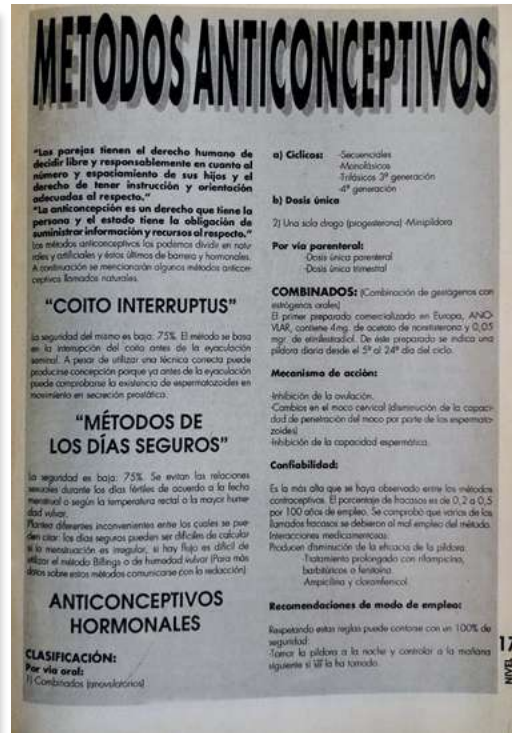 METODOS ANTICONCEPTIVOS
"Las parejas tienen el derecho humano de
decidir libre y responsablemente en cuanto al
número y espaciamiento de sus hijos y el
derecho de tener instrucción y orientación
adecuadas al respecto."
"La anticoncepción es un derecho que tiene la
persona y el estado tiene la obligación de
suministrar información y recursos al respecto."
Los métodos anticonceptivos los podemos dividir en natu-
rales y artificiales y éstos últimos de barrera y hormonales.
A continuación se mencionarán algunos métodos anticon-
ceptivos llamados naturales.
"COITO INTERRUPTUS"
La seguridad del mismo es baja: 75%. El método se basa
en la interrupción del coito antes de la eyaculación
seminal. A pesar de utilizar una técnica correcta puede
producirse concepción porque ya antes de la eyaculación
puede comprobarse la existencia de espermatozoides en
movimiento en secreción prostática.
"MÉTODOS DE
LOS DÍAS SEGUROS"
La seguridad es baja: 75%. Se evitan las relaciones
sexuales durante los días fértiles de acuerdo a la fecha
menstrual o según la temperatura rectal o la mayor hume-
dad vulvar.
Plantea diferentes inconvenientes entre los cuales se pue-
den citar: los días seguros pueden ser difíciles de calcular
si la menstruación es irregular, si hay flujo es difícil de
utilizar el método Billings o de humedad vulvar (Para más
datos sobre estos métodos comunicarse con la redacción)
ANTICONCEPTIVOS
HORMONALES
CLASIFICACIÓN:
Por vía oral:
1) Combinados (anovulatorios)
a) Ciclicos: -Secuenciales
-Monofásicos
-Trifásicos 3ª generación
-4ª generación
b) Dosis única
2) Una sola droga (progesterona) -Minipíldora
Por vía parenteral:
-Dosis única parenteral
-Dosis única trimestral
COMBINADOS: (Combinación de gestágenos con
estrógenos orales)
El primer preparado comercializado en Europa, ANO-
VLAR, contiene 4mg. de acetato de noretisterona y 0,05
mgr. de etinilestradiol. De éste preparado se indica una
píldora diaria desde el 5º al 24º día del ciclo.
Mecanismo de acción:
-Inhibición de la ovulación.
-Cambios en el moco cervical (disminución de la capaci-
dad de penetración del moco por parte de los espermato-
zoides)
-Inhibición de la capacidad espermática.
Confiabilidad:
Es la más alta que se haya observado entre los métodos
contraceptivos. El porcentaje de fracasos es de 0,2 a 0,5
por 100 años de empleo. Se comprobó que varios de los
llamados fracasos se debieron al mal empleo del método.
Interacciones medicamentosas:
Producen disminución de la eficacia de la píldora:
-Tratamiento prolongado con rifampicina,
barbitúricos o fenitoína.
-Ampicilina y cloramfenicol.
Recomendaciones de modo de empleo:
Respetando estas reglas puede contarse con un 100% de
seguridad:
-Tomar la píldora a la noche y controlar a la mañana
siguiente si la ha tomado.
17
NIVEL